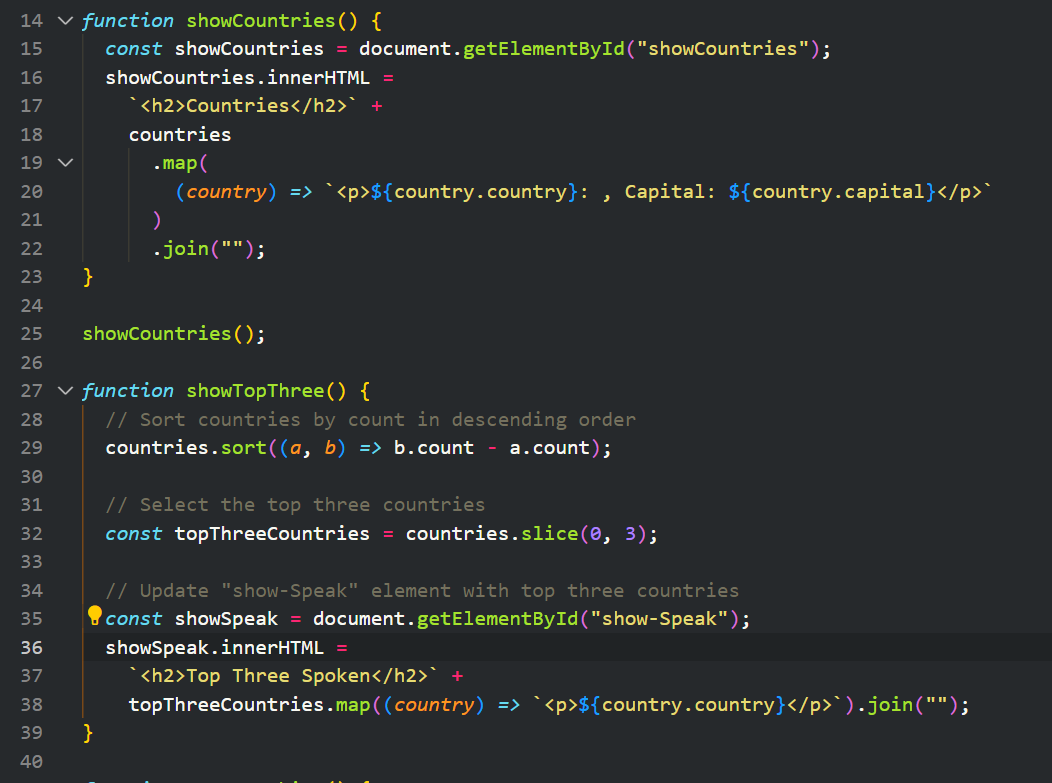 14 function showCountries() {
15 const showCountries = document.getElementById("showCountries");
16 showCountries.innerHTML =
17 `<h2>Countries</h2>` +
18 countries
19 .map(
20 (country) => `<p>${country.country}: , Capital: ${country.capital}</p>`
21 )
22 .join("");
23 }
24
25 showCountries();
26
27 function showTopThree() {
28 // Sort countries by count in descending order
29 countries.sort((a, b) => b.count - a.count);
30
31 // Select the top three countries
32 const topThreeCountries = countries.slice(0, 3);
33
34 // Update "show-Speak" element with top three countries
35 const showSpeak = document.getElementById("show-Speak");
36 showSpeak.innerHTML =
37 `<h2>Top Three Spoken</h2>` +
38 topThreeCountries.map((country) => `<p>${country.country}</p>`).join("");
39 }
40